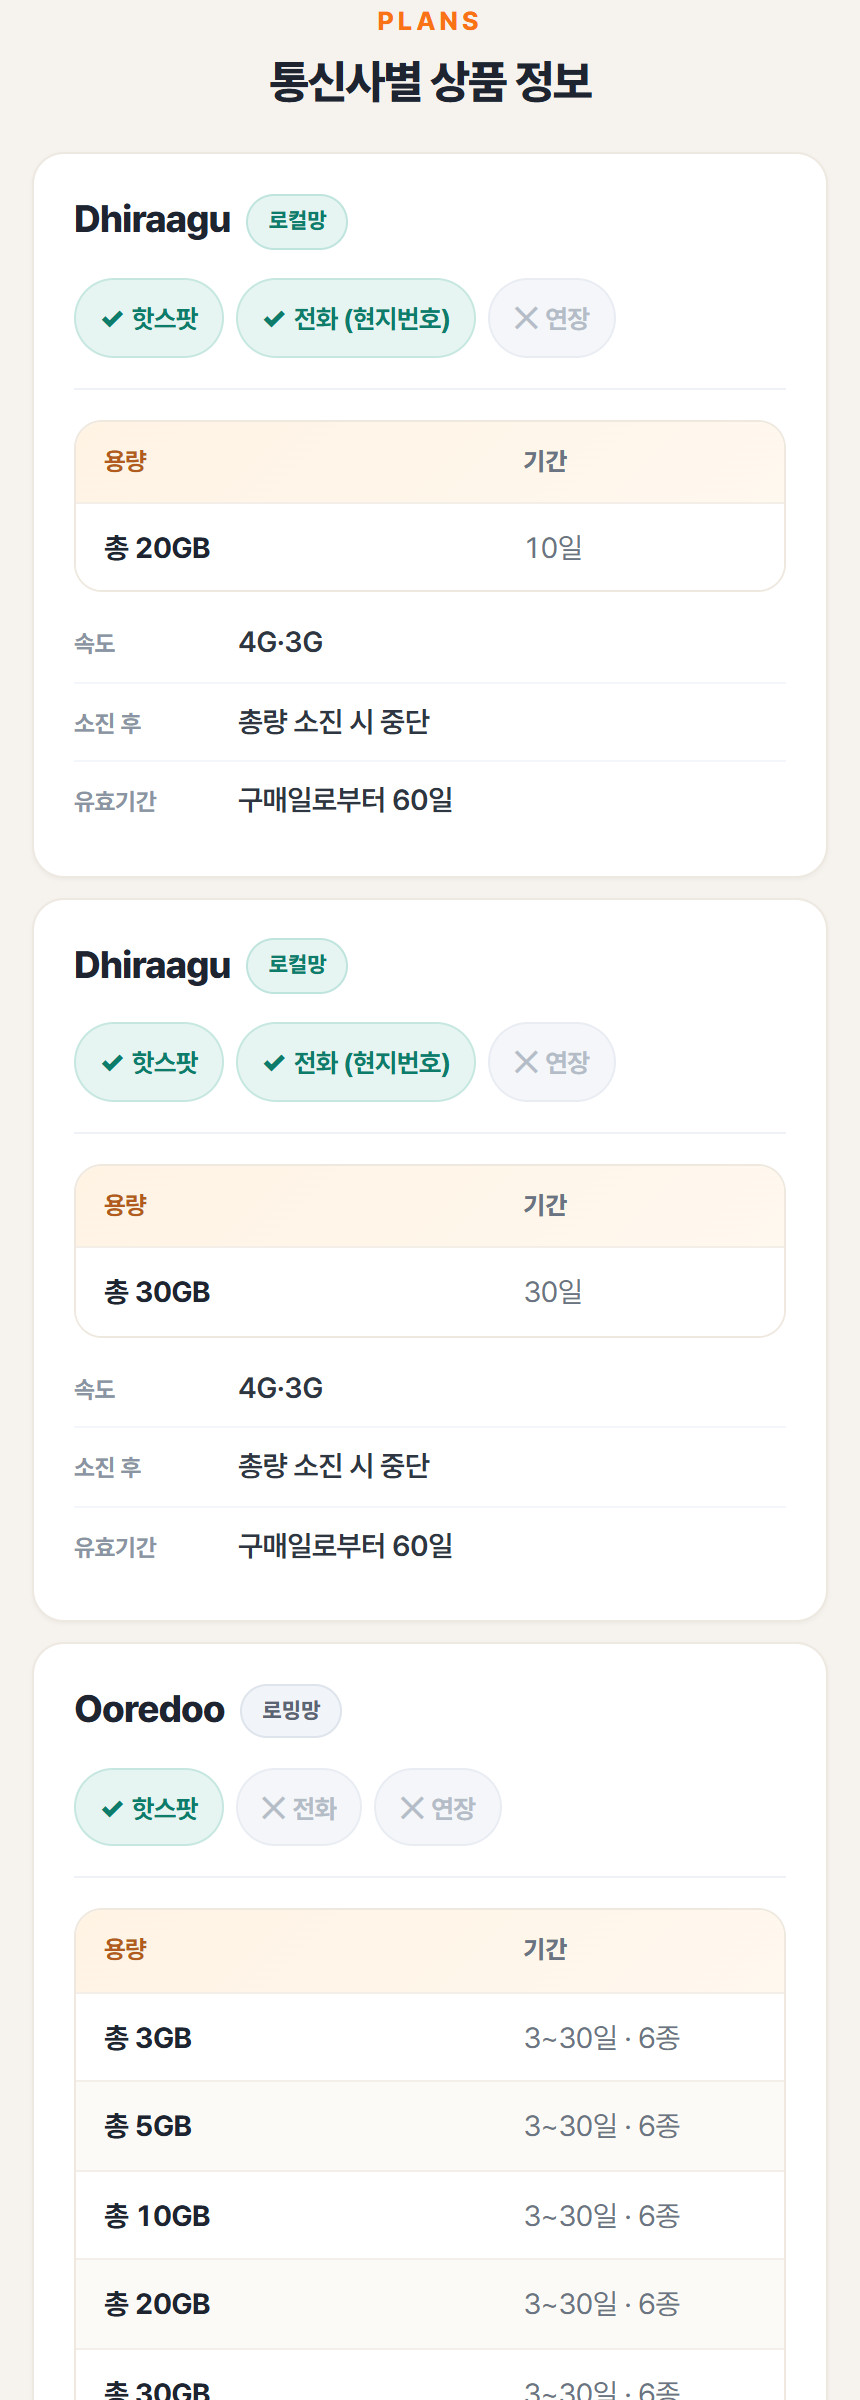 PLANS
통신사별 상품 정보
Dhiraagu 로컬망
✓ 핫스팟 ✓ 전화 (현지번호) ✕ 연장
용량 기간
총 20GB 10일
속도 4G·3G
소진 후 총량 소진 시 중단
유효기간 구매일로부터 60일
Dhiraagu 로컬망
✓ 핫스팟 ✓ 전화 (현지번호) ✕ 연장
용량 기간
총 30GB 30일
속도 4G·3G
소진 후 총량 소진 시 중단
유효기간 구매일로부터 60일
Ooredoo 로밍망
✓ 핫스팟 ✕ 전화 ✕ 연장
용량 기간
총 3GB 3~30일 · 6종
총 5GB 3~30일 · 6종
총 10GB 3~30일 · 6종
총 20GB 3~30일 · 6종
총 30GB 3~30일 · 6종